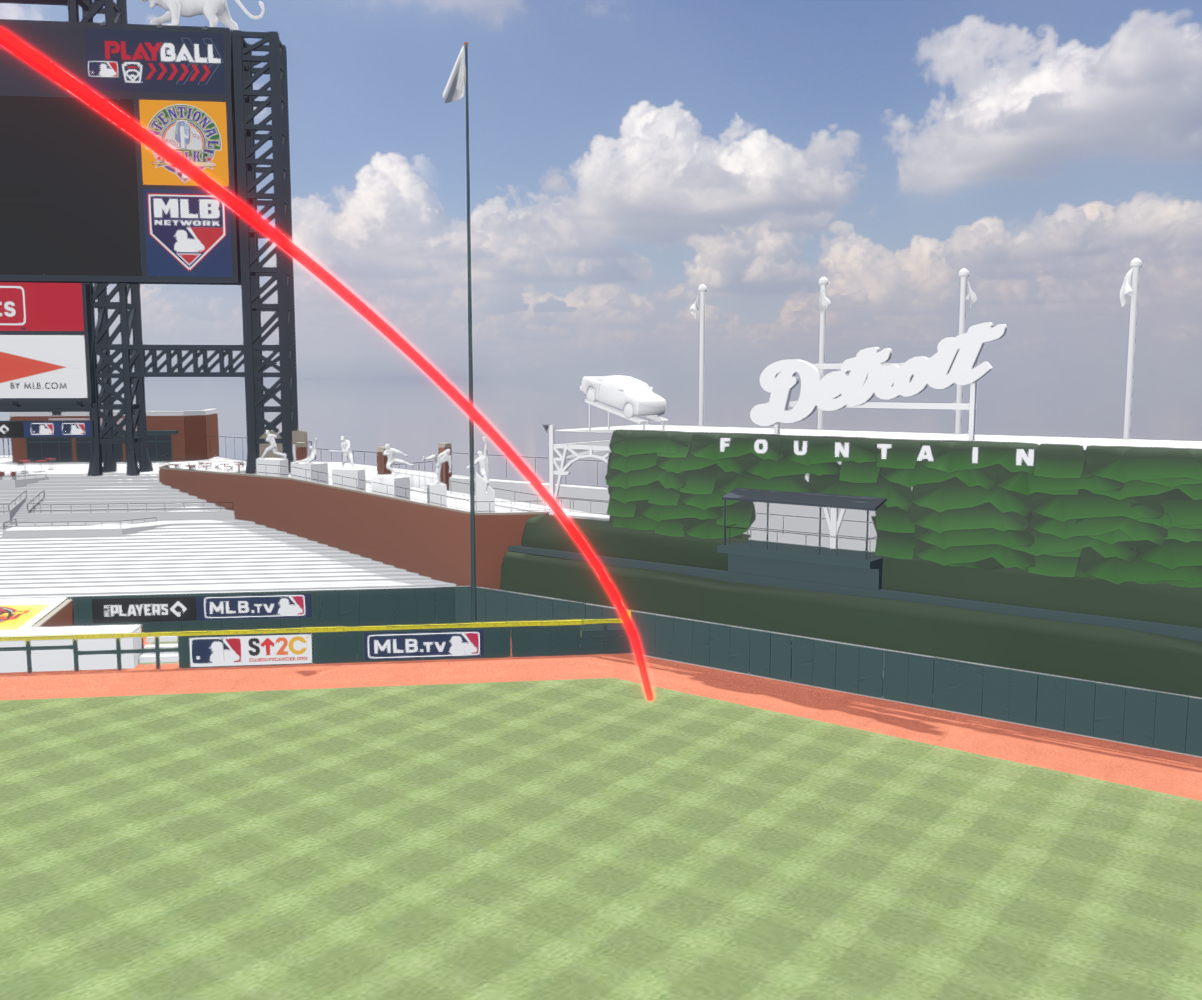 PLAYBALL
MLB
NETWORK
BY MLB.COM
Detroit
FOUNTAIN
PLAYERS
MLB.TV
S↑2C
MLB.TV